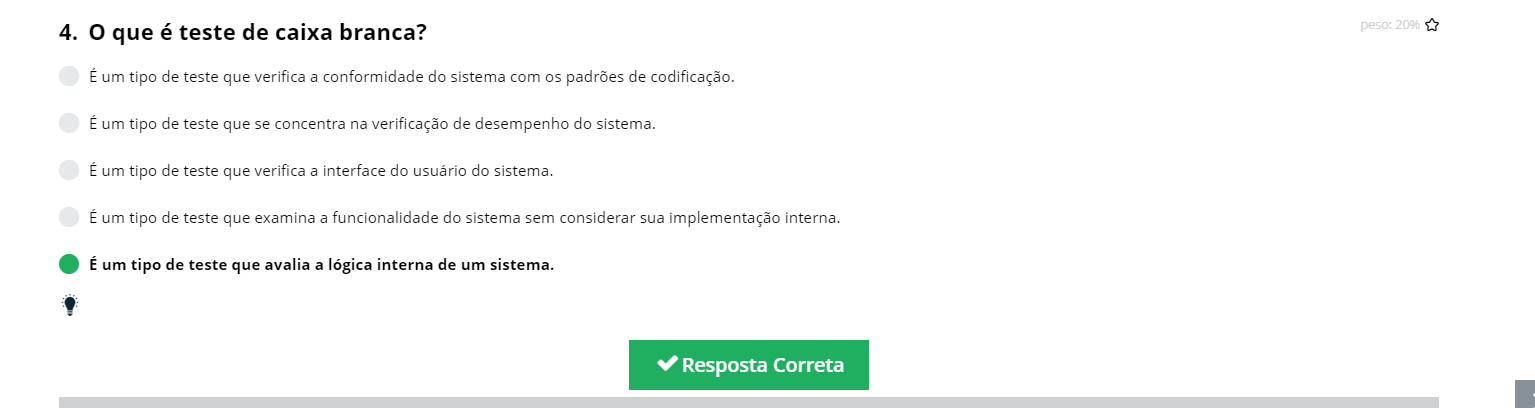 4. O que é teste de caixa branca?
peso: 20%
É um tipo de teste que verifica a conformidade do sistema com os padrões de codificação.
É um tipo de teste que se concentra na verificação de desempenho do sistema.
É um tipo de teste que verifica a interface do usuário do sistema.
É um tipo de teste que examina a funcionalidade do sistema sem considerar sua implementação interna.
É um tipo de teste que avalia a lógica interna de um sistema.
Resposta Correta